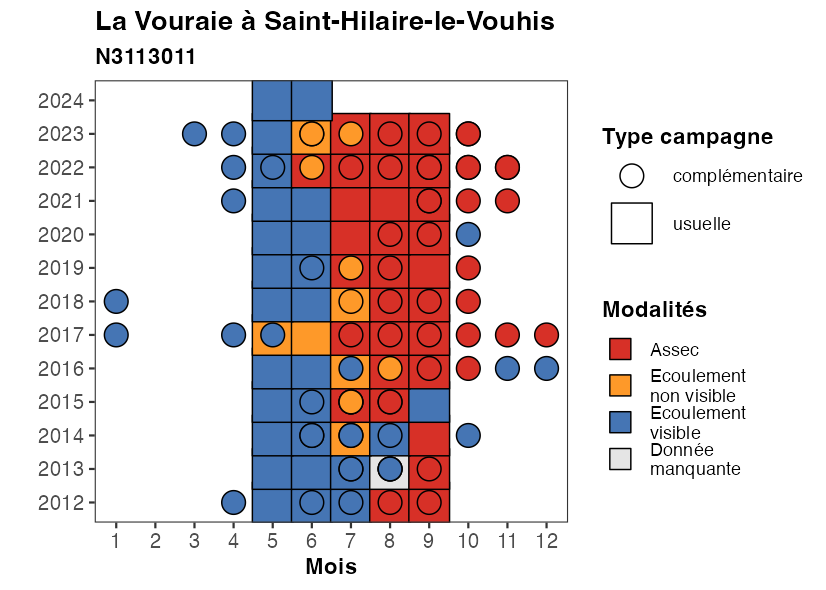 La Vouraie à Saint-Hilaire-le-Vouhis
N3113011
2024
2023
2022
2021
2020
2019
2018
2017
2016
2015
2014
2013
2012
1 2 3 4 5 6 7 8 9 10 11 12
Mois
Type campagne
complémentaire
usuelle
Modalités
Assec
Ecoulement
non visible
Ecoulement
visible
Donnée
manquante